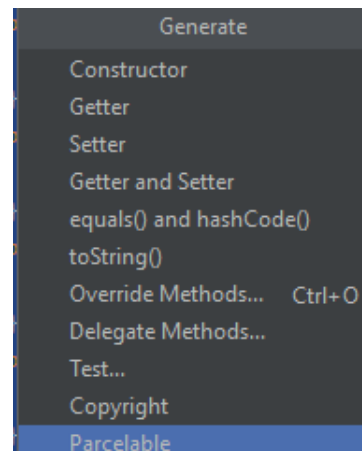 Generate
Constructor
Getter
Setter
Getter and Setter
equals() and hashCode()
toString()
Override Methods... Ctrl+O
Delegate Methods...
Test...
Copyright
Parcelable